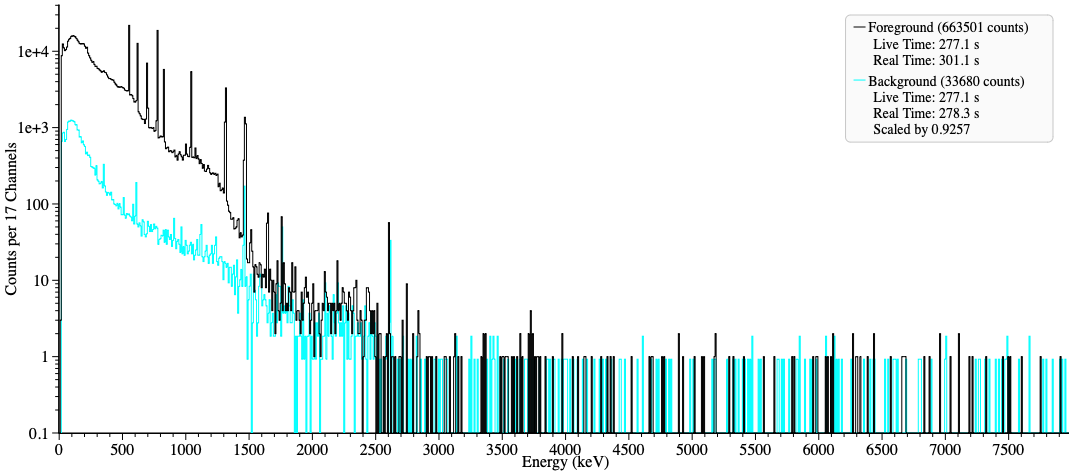 Foreground (663501 counts)
Live Time: 277.1 s
Real Time: 301.1 s
Background (33680 counts)
Live Time: 277.1 s
Real Time: 278.3 s
Scaled by 0.9257
Counts per 17 Channels
1e+4
1e+3
100
10
1
0.1
0 500 1000 1500 2000 2500 3000 3500 4000 4500 5000 5500 6000 6500 7000 7500
Energy (keV)